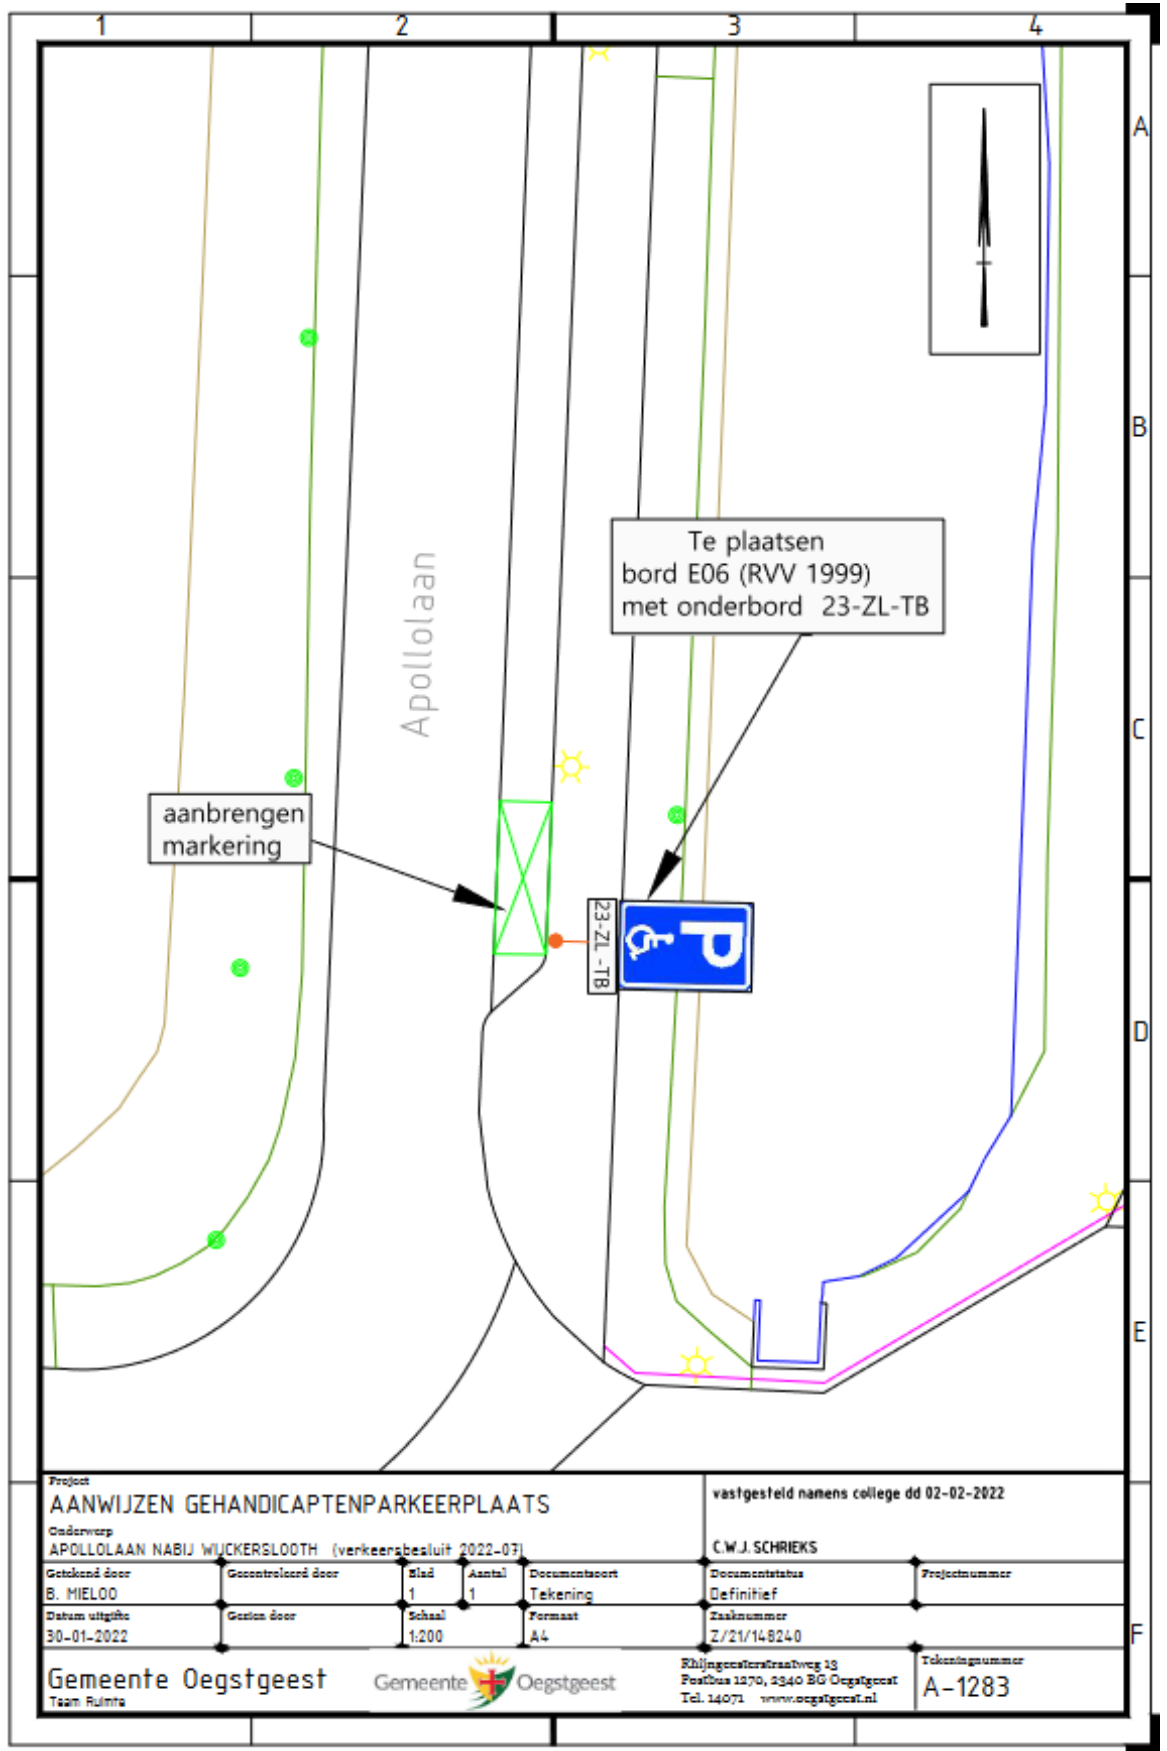 1 2 3 4
A
B
C
D
E
F
Te plaatsen
bord E06 (RVV 1999)
met onderbord 23-ZL-TB
Apollolaan
aanbrengen
markering
23-ZL-TB
P
Project
AANWIJZEN GEHANDICAPTENPARKEERPLAATS
vastgesteld namens college dd 02-02-2022
Onderwerp
APOLLOLAAN NABIJ WIJCKERSLOOTH (verkeersbesluit 2022-07)
C.W.J. SCHRIEKS
Getekend door Gecontroleerd door Blad Aantal Documentsoort Documentstatus Projectnummer
B. MIELOO 1 1 Tekening Definitief
Datum uitgifte Gezien door Schaal Formaat Zaaknummer
30-01-2022 1:200 A4 Z/21/148240
Gemeente Oegstgeest
Team Ruimte
Gemeente Oegstgeest
Rhijngeesterstraatweg 13
Postbus 1270, 2340 BG Oegstgeest
Tel. 14071 www.oegstgeest.nl
Tekeningnummer
A-1283